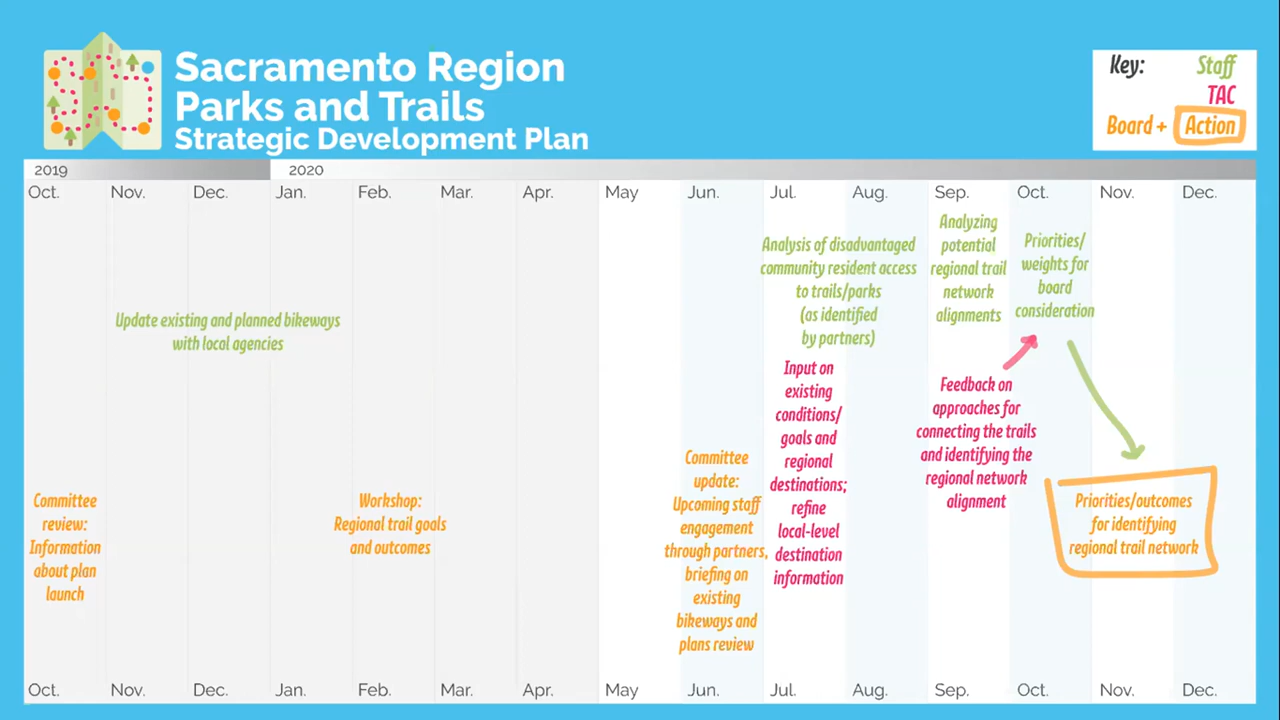 Sacramento Region
Parks and Trails
Strategic Development Plan
Key:
Staff
TAC
Board + Action
2019
2020
Oct.
Nov.
Dec.
Jan.
Feb.
Mar.
Apr.
May
Jun.
Jul.
Aug.
Sep.
Oct.
Nov.
Dec.
Update existing and planned bikeways
with local agencies
Analysis of disadvantaged
community resident access
to trails/parks
(as identified
by partners)
Analyzing
potential
regional trail
network
alignments
Priorities/
weights for
board
consideration
Input on
existing
conditions/
goals and
regional
destinations;
refine
local-level
destination
information
Feedback on
approaches for
connecting the trails
and identifying the
regional network
alignment
Committee
review:
Information
about plan
launch
Workshop:
Regional trail goals
and outcomes
Committee
update:
Upcoming staff
engagement
through partners,
briefing on
existing
bikeways and
plans review
Priorities/outcomes
for identifying
regional trail network
Oct.
Nov.
Dec.
Jan.
Feb.
Mar.
Apr.
May
Jun.
Jul.
Aug.
Sep.
Oct.
Nov.
Dec.